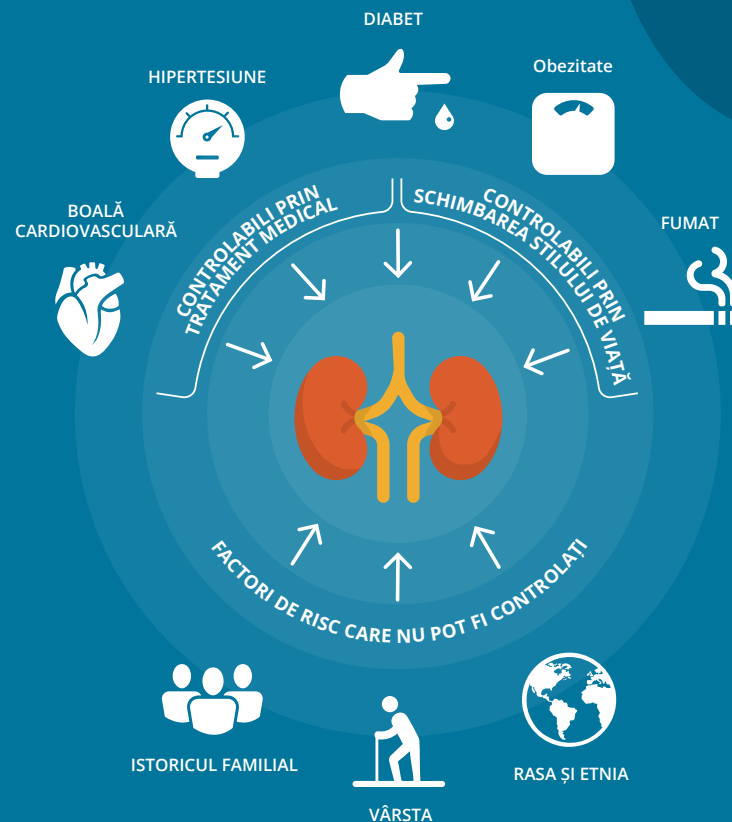 DIABET
HIPERTESIUNE
Obezitate
BOALĂ
CARDIOVASCULARĂ
FUMAT
CONTROLABILI PRIN
TRATAMENT MEDICAL
CONTROLABILI PRIN
SCHIMBAREA STILULUI DE VIAȚĂ
FACTORI DE RISC CARE NU POT FI CONTROLAȚI
ISTORICUL FAMILIAL
RASA ȘI ETNIA
VÂRSTA